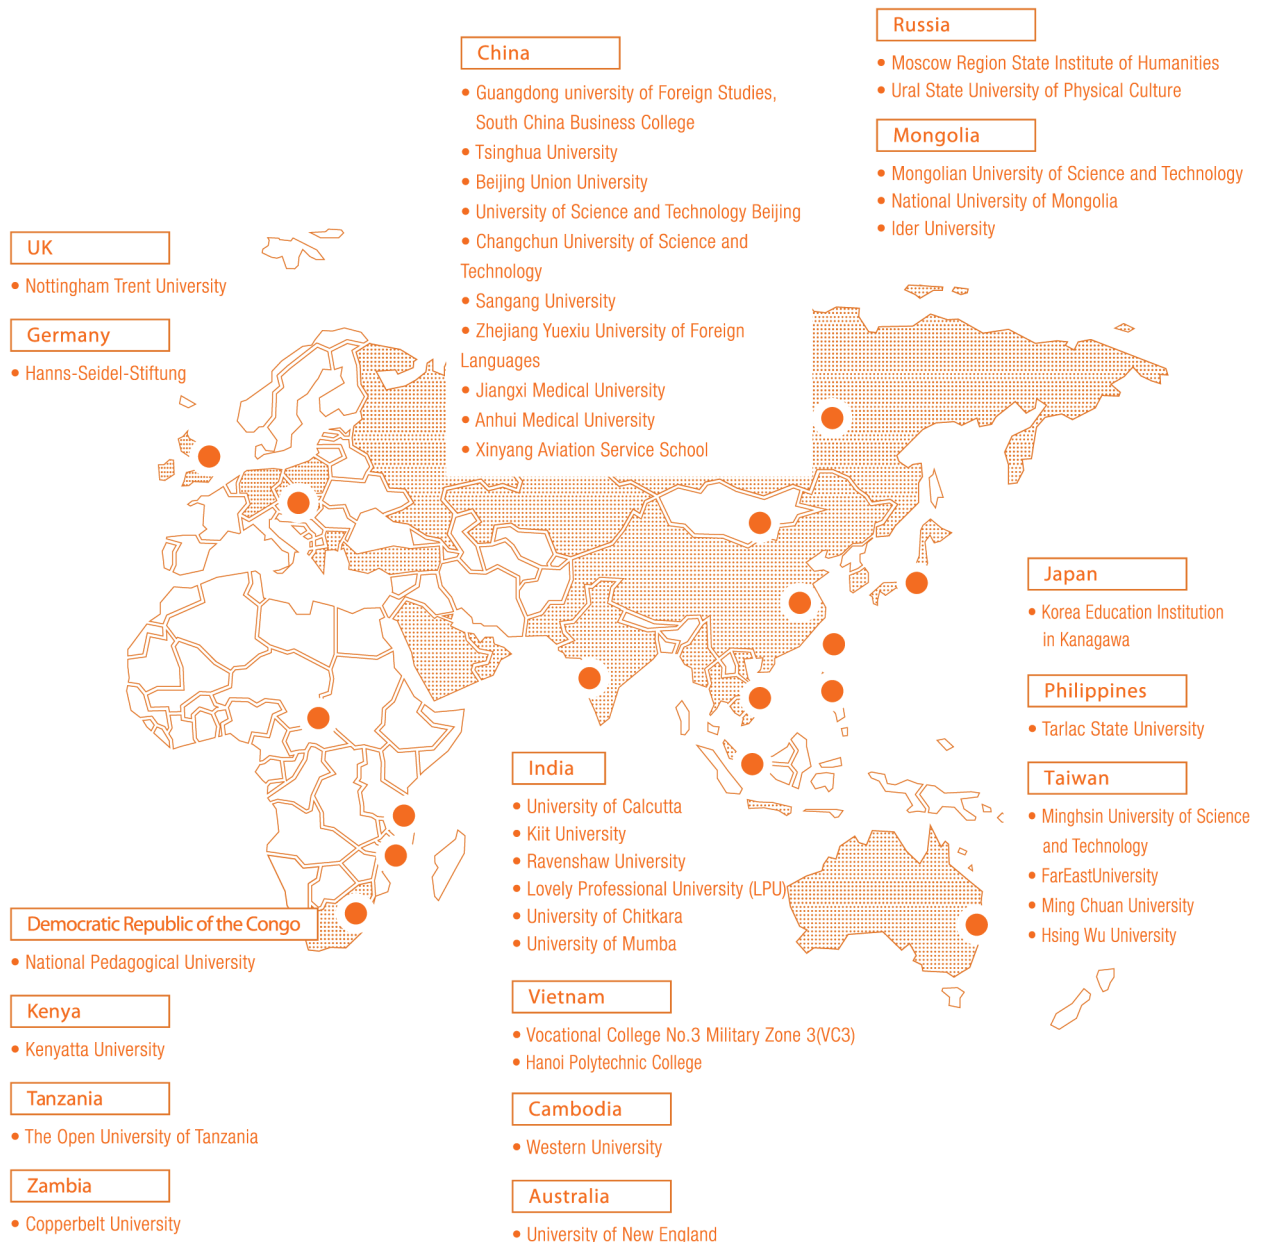 UK
• Nottingham Trent University
Germany
• Hanns-Seidel-Stiftung
China
• Guangdong university of Foreign Studies,
South China Business College
• Tsinghua University
• Beijing Union University
• University of Science and Technology Beijing
• Changchun University of Science and
Technology
• Sangang University
• Zhejiang Yuexiu University of Foreign
Languages
• Jiangxi Medical University
• Anhui Medical University
• Xinyang Aviation Service School
Russia
• Moscow Region State Institute of Humanities
• Ural State University of Physical Culture
Mongolia
• Mongolian University of Science and Technology
• National University of Mongolia
• Ider University
Japan
• Korea Education Institution
in Kanagawa
Philippines
• Tarlac State University
Taiwan
• Minghsin University of Science
and Technology
• FarEastUniversity
• Ming Chuan University
• Hsing Wu University
India
• University of Calcutta
• Kiit University
• Ravenshaw University
• Lovely Professional University (LPU)
• University of Chitkara
• University of Mumba
Vietnam
• Vocational College No.3 Military Zone 3(VC3)
• Hanoi Polytechnic College
Cambodia
• Western University
Australia
• University of New England
Democratic Republic of the Congo
• National Pedagogical University
Kenya
• Kenyatta University
Tanzania
• The Open University of Tanzania
Zambia
• Copperbelt University